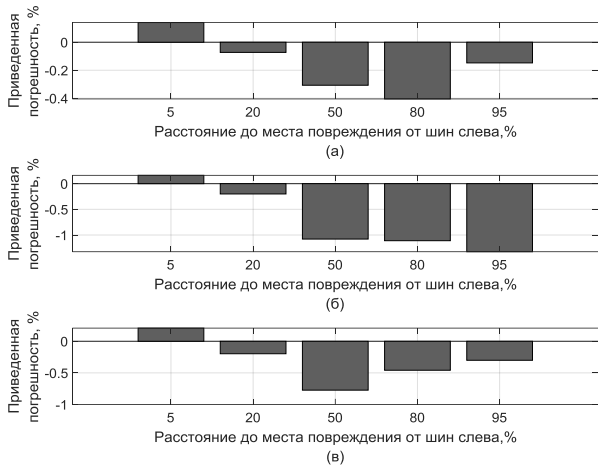 Приведенная
погрешность, %
0
-0.2
-0.4
5 20 50 80 95
Расстояние до места повреждения от шин слева,%
(а)
Приведенная
погрешность, %
0
-0.5
-1
5 20 50 80 95
Расстояние до места повреждения от шин слева,%
(б)
Приведенная
погрешность, %
0
-0.5
-1
5 20 50 80 95
Расстояние до места повреждения от шин слева,%
(в)